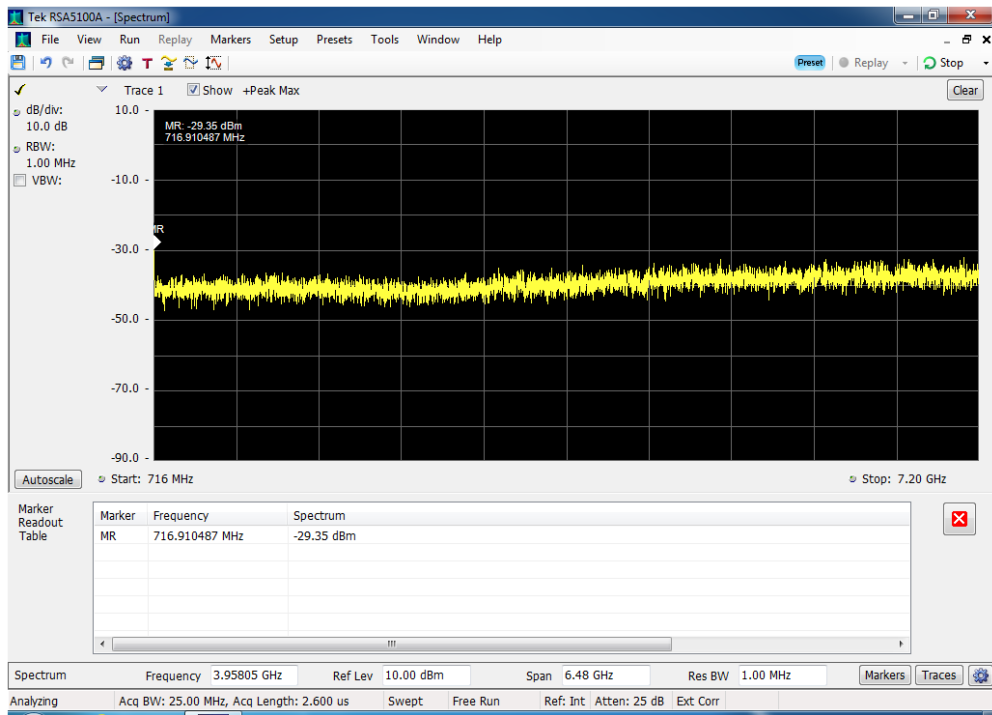 Tek RSA5100A - [Spectrum]
File View Run Replay Markers Setup Presets Tools Window Help
T Preset Replay Stop
Trace 1 Show +Peak Max Clear
dB/div:
10.0 dB
RBW:
1.00 MHz
VBW:
10.0
-10.0
-30.0
-50.0
-70.0
-90.0
MR: -29.35 dBm
716.910487 MHz
MR
Autoscale Start: 716 MHz Stop: 7.20 GHz
Marker
Readout
Table
Marker Frequency Spectrum
MR 716.910487 MHz -29.35 dBm
Spectrum Frequency 3.95805 GHz Ref Lev 10.00 dBm Span 6.48 GHz Res BW 1.00 MHz Markers Traces
Analyzing Acq BW: 25.00 MHz, Acq Length: 2.600 us Swept Free Run Ref: Int Atten: 25 dB Ext Corr